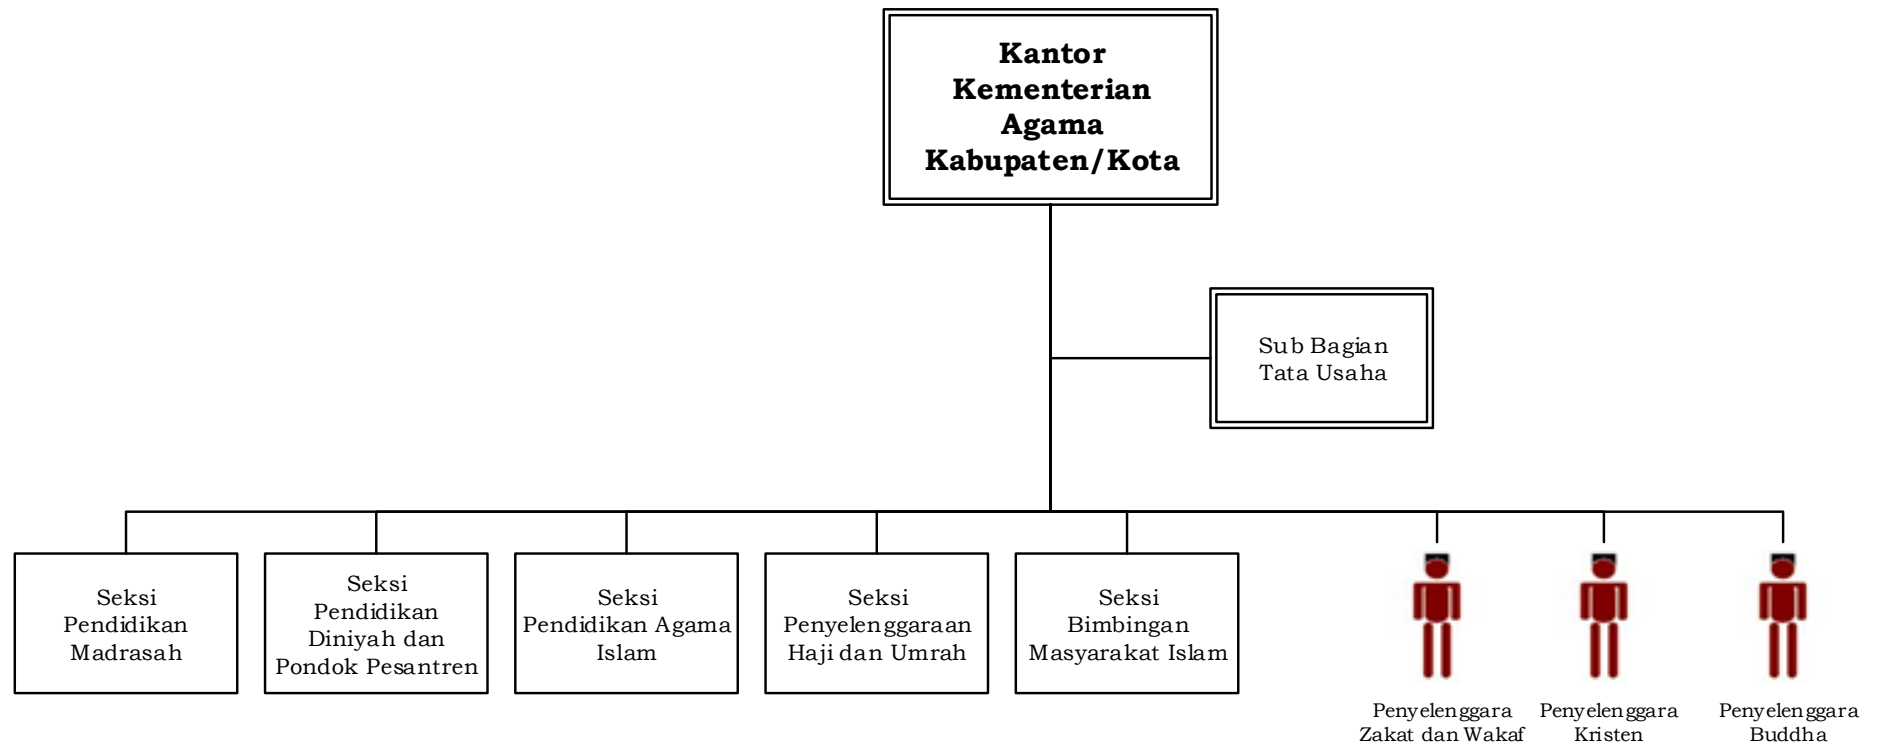 Kantor
Kementerian
Agama
Kabupaten/Kota
Sub Bagian
Tata Usaha
Seksi
Pendidikan
Madrasah
Seksi
Pendidikan
Diniyah dan
Pondok Pesantren
Seksi
Pendidikan Agama
Islam
Seksi
Penyelenggaraan
Haji dan Umrah
Seksi
Bimbingan
Masyarakat Islam
Penyelenggara
Zakat dan Wakaf
Penyelenggara
Kristen
Penyelenggara
Buddha